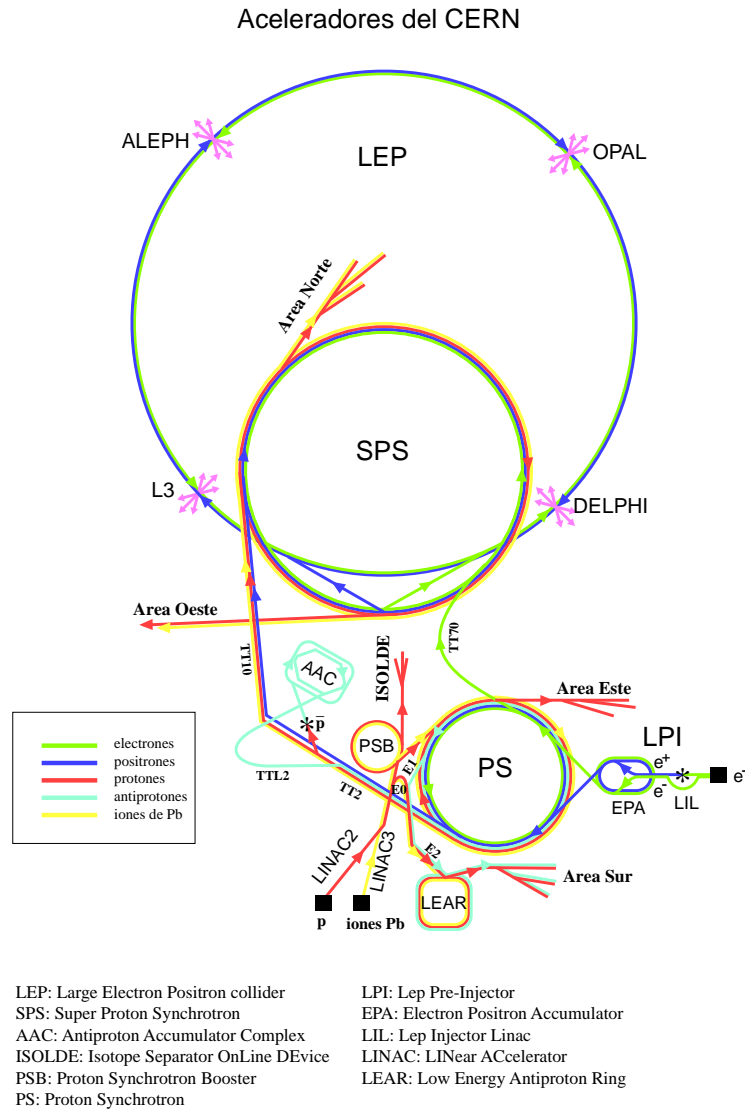 Aceleradores del CERN
ALEPH
LEP
OPAL
Area Norte
SPS
L3
DELPHI
Area Oeste
TT10
TT70
ISOLDE
AAC
Area Este
p̅
PSB
E1
LPI
electrones
positrones
protones
antiprotones
iones de Pb
TTL2
TT2
E0
PS
e+
e-
e-
EPA
LIL
LINAC2
LINAC3
E2
Area Sur
LEAR
p
iones Pb
LEP: Large Electron Positron collider
SPS: Super Proton Synchrotron
AAC: Antiproton Accumulator Complex
ISOLDE: Isotope Separator OnLine DEvice
PSB: Proton Synchrotron Booster
PS: Proton Synchrotron
LPI: Lep Pre-Injector
EPA: Electron Positron Accumulator
LIL: Lep Injector Linac
LINAC: LINear ACcelerator
LEAR: Low Energy Antiproton Ring